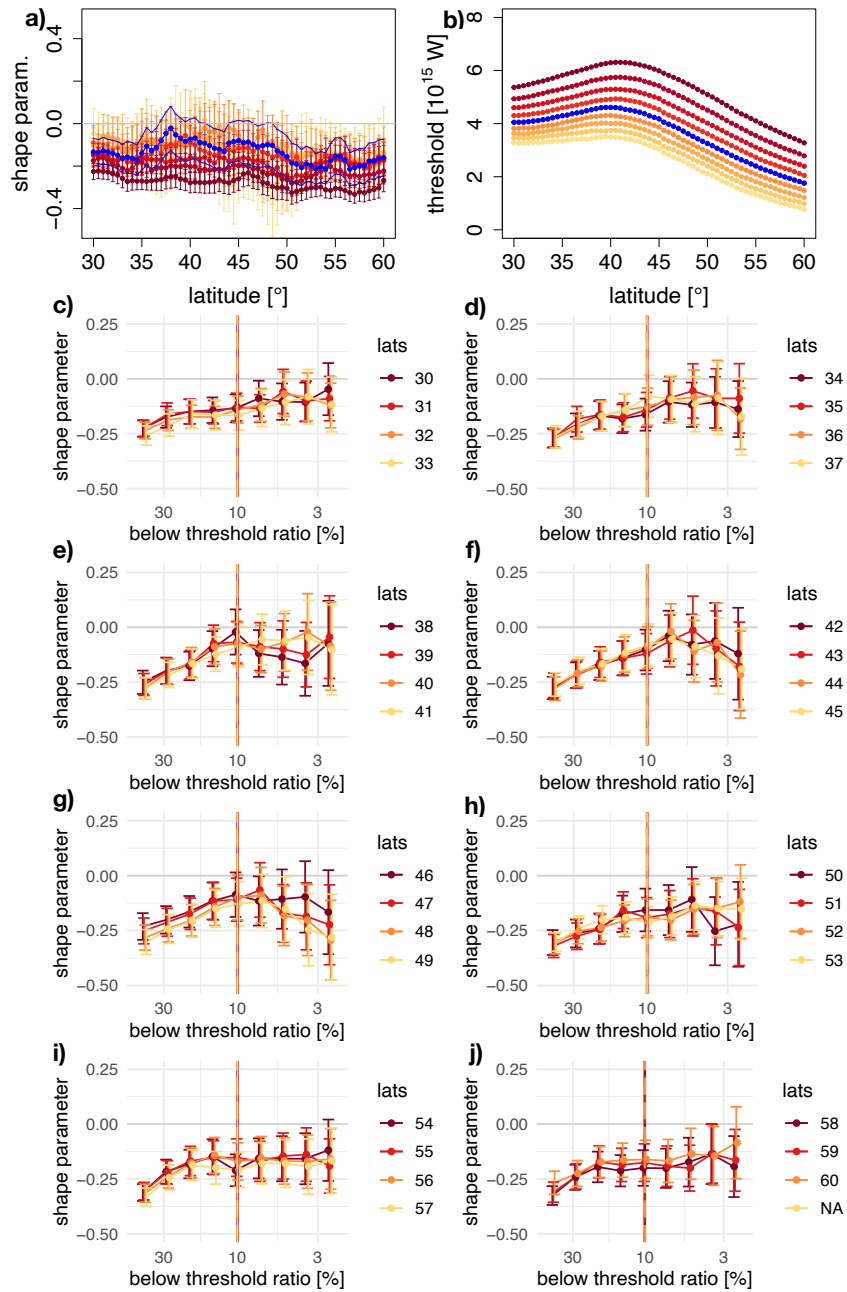 a)
shape param.
0.4
0.0
−0.4
30 35 40 45 50 55 60
latitude [°]
b)
threshold [10¹⁵ W]
8
6
4
2
0
30 35 40 45 50 55 60
latitude [°]
c)
shape parameter
0.25
0.00
−0.25
−0.50
30 10 3
below threshold ratio [%]
lats
30
31
32
33
d)
shape parameter
0.25
0.00
−0.25
−0.50
30 10 3
below threshold ratio [%]
lats
34
35
36
37
e)
shape parameter
0.25
0.00
−0.25
−0.50
30 10 3
below threshold ratio [%]
lats
38
39
40
41
f)
shape parameter
0.25
0.00
−0.25
−0.50
30 10 3
below threshold ratio [%]
lats
42
43
44
45
g)
shape parameter
0.25
0.00
−0.25
−0.50
30 10 3
below threshold ratio [%]
lats
46
47
48
49
h)
shape parameter
0.25
0.00
−0.25
−0.50
30 10 3
below threshold ratio [%]
lats
50
51
52
53
i)
shape parameter
0.25
0.00
−0.25
−0.50
30 10 3
below threshold ratio [%]
lats
54
55
56
57
j)
shape parameter
0.25
0.00
−0.25
−0.50
30 10 3
below threshold ratio [%]
lats
58
59
60
NA